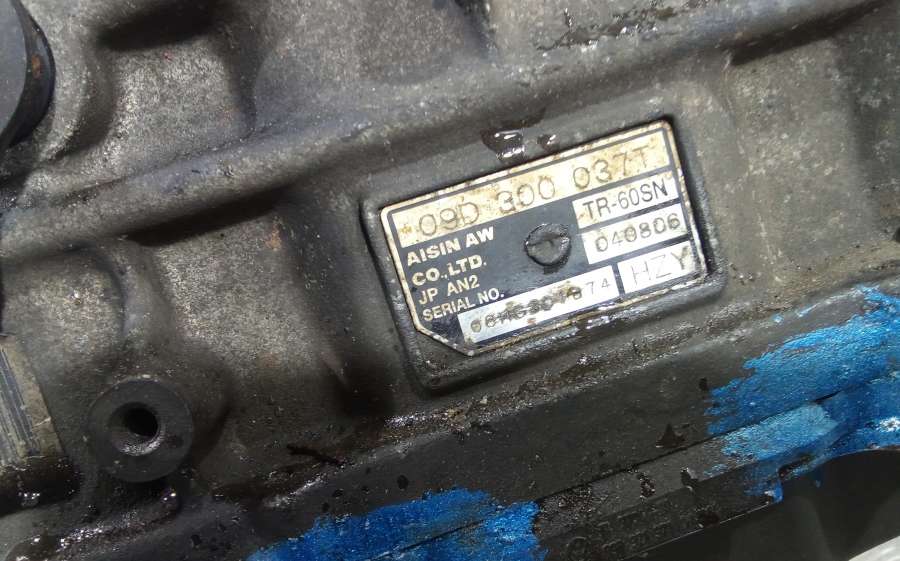 09D 300 037T
AISIN AW
CO., LTD.
JP AN2
SERIAL NO.
TR-60SN
040806
HZY